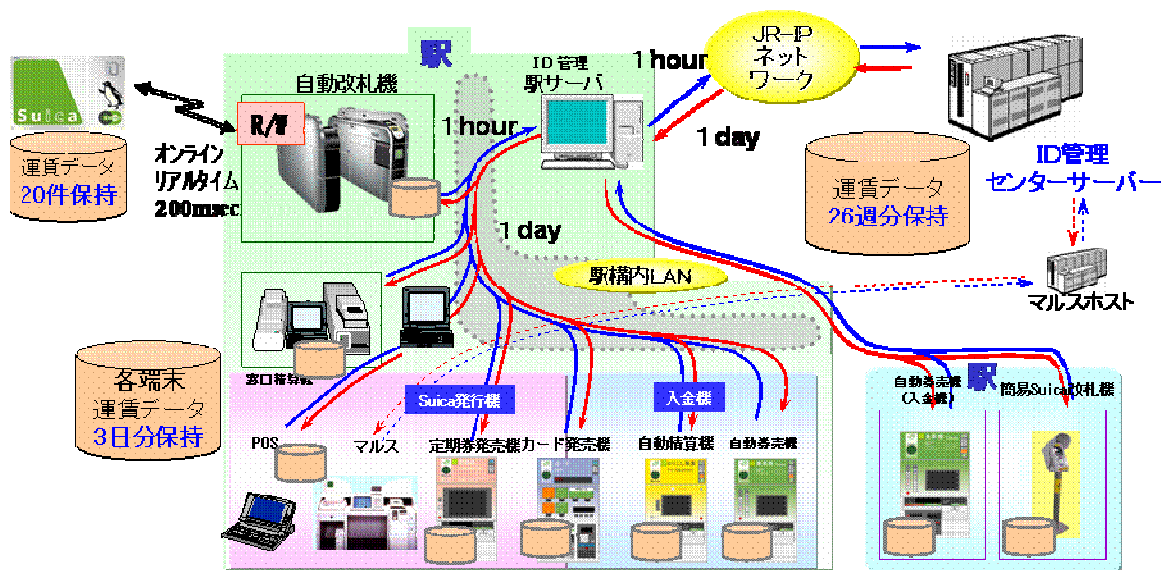 駅
JR-IP
ネット
ワーク
1 hour
ID管理
駅サーバ
自動改札機
Suica
R/W
1 hour
1 day
運賃データ
20件保持
オンライン
リアルタイム
200msec.
運賃データ
26週分保持
ID管理
センターサーバー
1 day
駅構内LAN
マルスホスト
各端末
運賃データ
3日分保持
窓口精算機
Suica発行機
入金機
駅
自動券売機
(入金機)
簡易Suica改札機
POS
マルス
定期券発売機
カード発売機
自動精算機
自動券売機